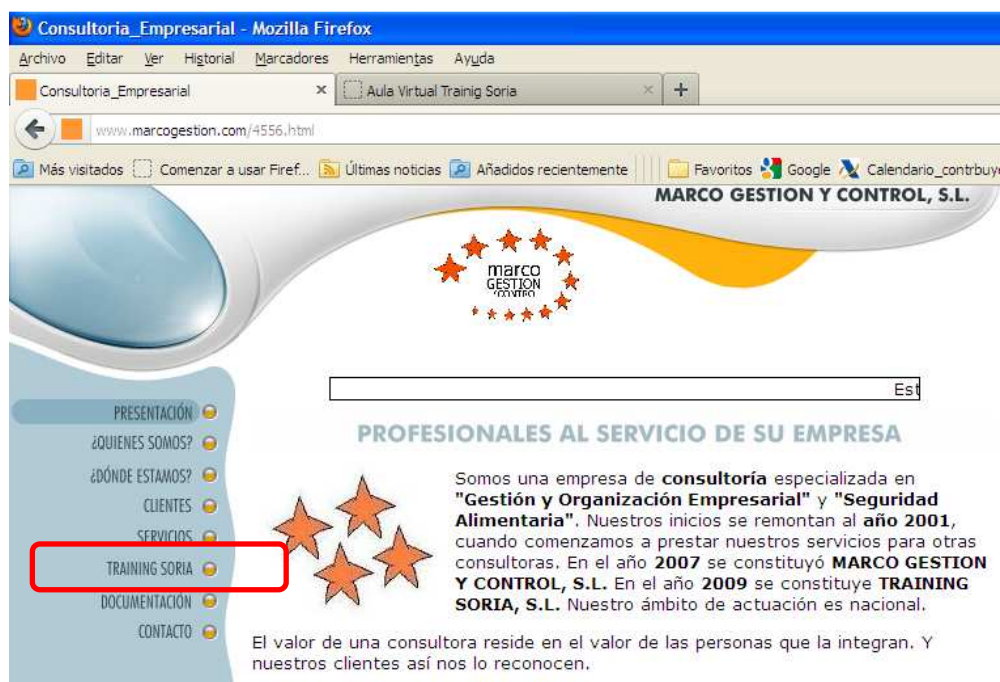 Consultoria_Empresarial - Mozilla Firefox
Archivo Editar Ver Historial Marcadores Herramientas Ayuda
Consultoria_Empresarial × Aula Virtual Trainig Soria × +
www.marcogestion.com/4556.html
Más visitados Comenzar a usar Firef... Últimas noticias Añadidos recientemente Favoritos Google Calendario_contrbuye
MARCO GESTION Y CONTROL, S.L.
marco
GESTIÓN
Y CONTROL
Est
PRESENTACIÓN
¿QUIENES SOMOS?
¿DÓNDE ESTAMOS?
CLIENTES
SERVICIOS
TRAINING SORIA
DOCUMENTACIÓN
CONTACTO
PROFESIONALES AL SERVICIO DE SU EMPRESA
Somos una empresa de consultoría especializada en
"Gestión y Organización Empresarial" y "Seguridad
Alimentaria". Nuestros inicios se remontan al año 2001,
cuando comenzamos a prestar nuestros servicios para otras
consultoras. En el año 2007 se constituyó MARCO GESTION
Y CONTROL, S.L. En el año 2009 se constituye TRAINING
SORIA, S.L. Nuestro ámbito de actuación es nacional.
El valor de una consultora reside en el valor de las personas que la integran. Y
nuestros clientes así nos lo reconocen.